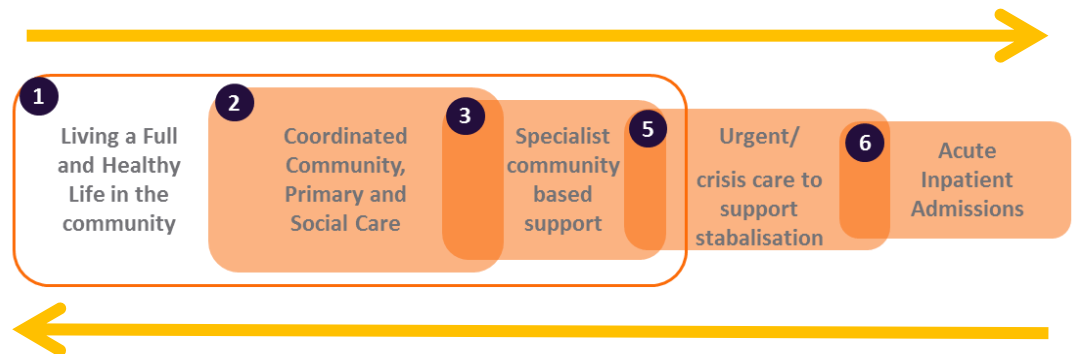 1
Living a Full
and Healthy
Life in the
community
2
Coordinated
Community,
Primary and
Social Care
3
Specialist
community
based
support
5
Urgent/
crisis care to
support
stabalisation
6
Acute
Inpatient
Admissions